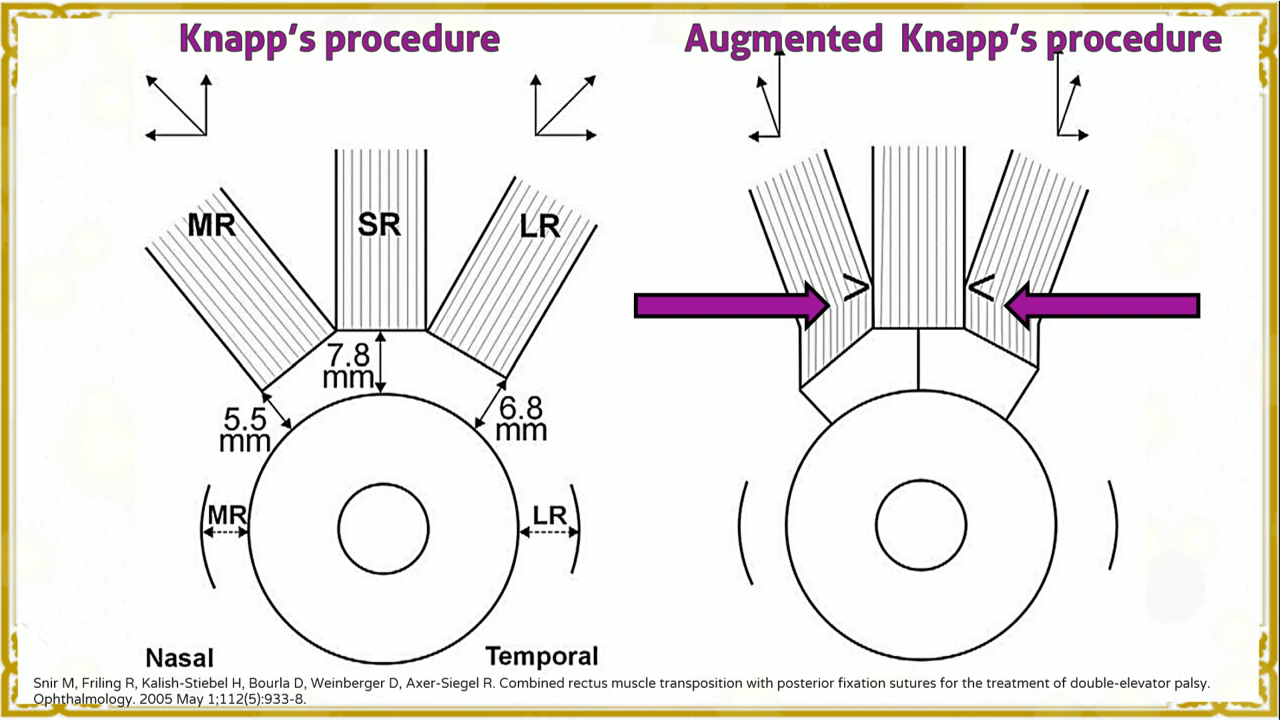 Knapp's procedure
Augmented Knapp's procedure
MR
SR
LR
7.8
mm
5.5
mm
6.8
mm
MR
LR
Nasal
Temporal
Snir M, Friling R, Kalish-Stiebel H, Bourla D, Weinberger D, Axer-Siegel R. Combined rectus muscle transposition with posterior fixation sutures for the treatment of double-elevator palsy.
Ophthalmology. 2005 May 1;112(5):933-8.